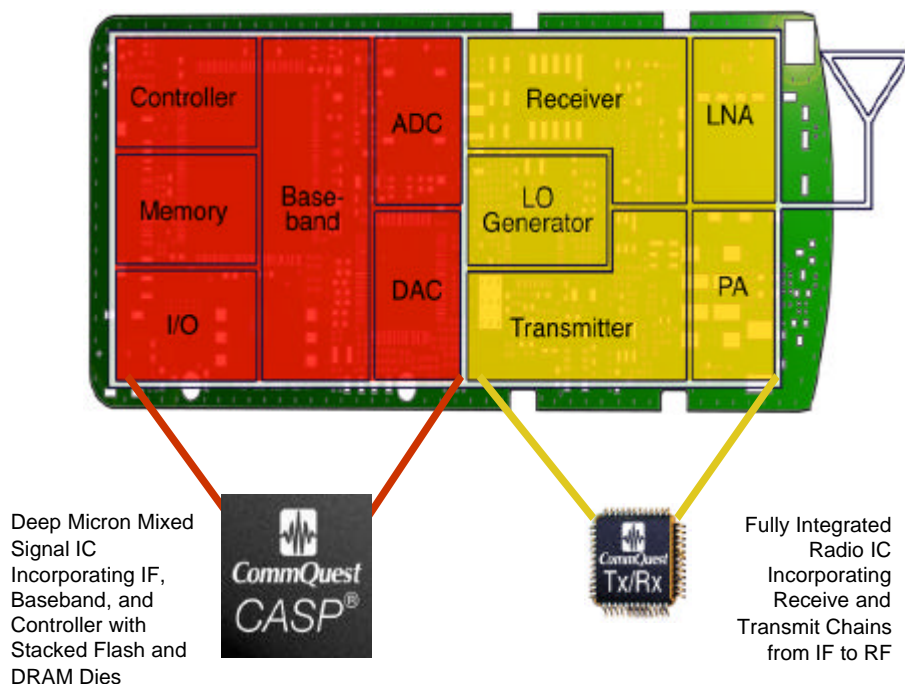 Controller
ADC
Receiver
LNA
Memory
Base-
band
LO
Generator
I/O
DAC
Transmitter
PA
Deep Micron Mixed
Signal IC
Incorporating IF,
Baseband, and
Controller with
Stacked Flash and
DRAM Dies
CommQuest
CASP®
CommQuest
Tx/Rx
Fully Integrated
Radio IC
Incorporating
Receive and
Transmit Chains
from IF to RF